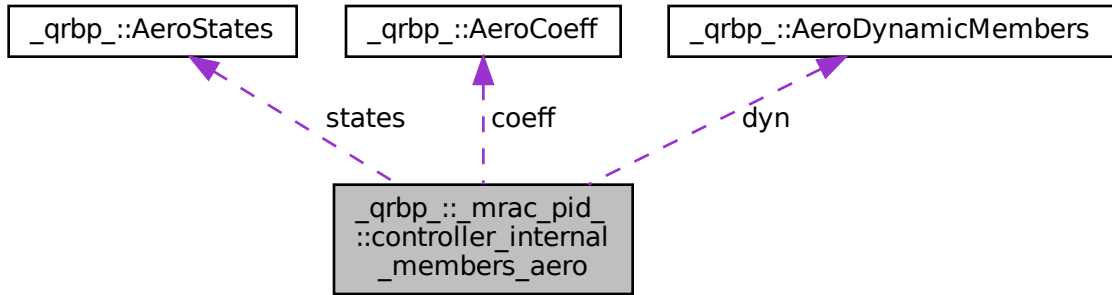 _qrbp_::AeroStates
_qrbp_::AeroCoeff
_qrbp_::AeroDynamicMembers
states
coeff
dyn
_qrbp_::_mrac_pid_
::controller_internal
_members_aero